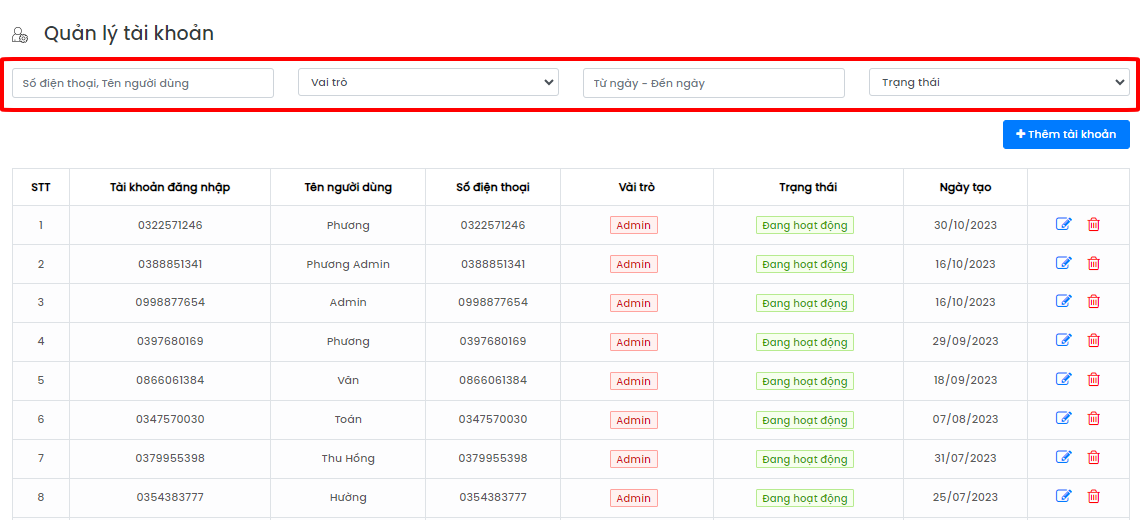 Quản lý tài khoản
Số điện thoại, Tên người dùng Vai trò Từ ngày - Đến ngày Trạng thái
Thêm tài khoản
STT Tài khoản đăng nhập Tên người dùng Số điện thoại Vài trò Trạng thái Ngày tạo
1 0322571246 Phương 0322571246 Admin Đang hoạt động 30/10/2023
2 0388851341 Phương Admin 0388851341 Admin Đang hoạt động 16/10/2023
3 0998877654 Admin 0998877654 Admin Đang hoạt động 16/10/2023
4 0397680169 Phương 0397680169 Admin Đang hoạt động 29/09/2023
5 0866061384 Vân 0866061384 Admin Đang hoạt động 18/09/2023
6 0347570030 Toán 0347570030 Admin Đang hoạt động 07/08/2023
7 0379955398 Thu Hồng 0379955398 Admin Đang hoạt động 31/07/2023
8 0354383777 Hường 0354383777 Admin Đang hoạt động 25/07/2023